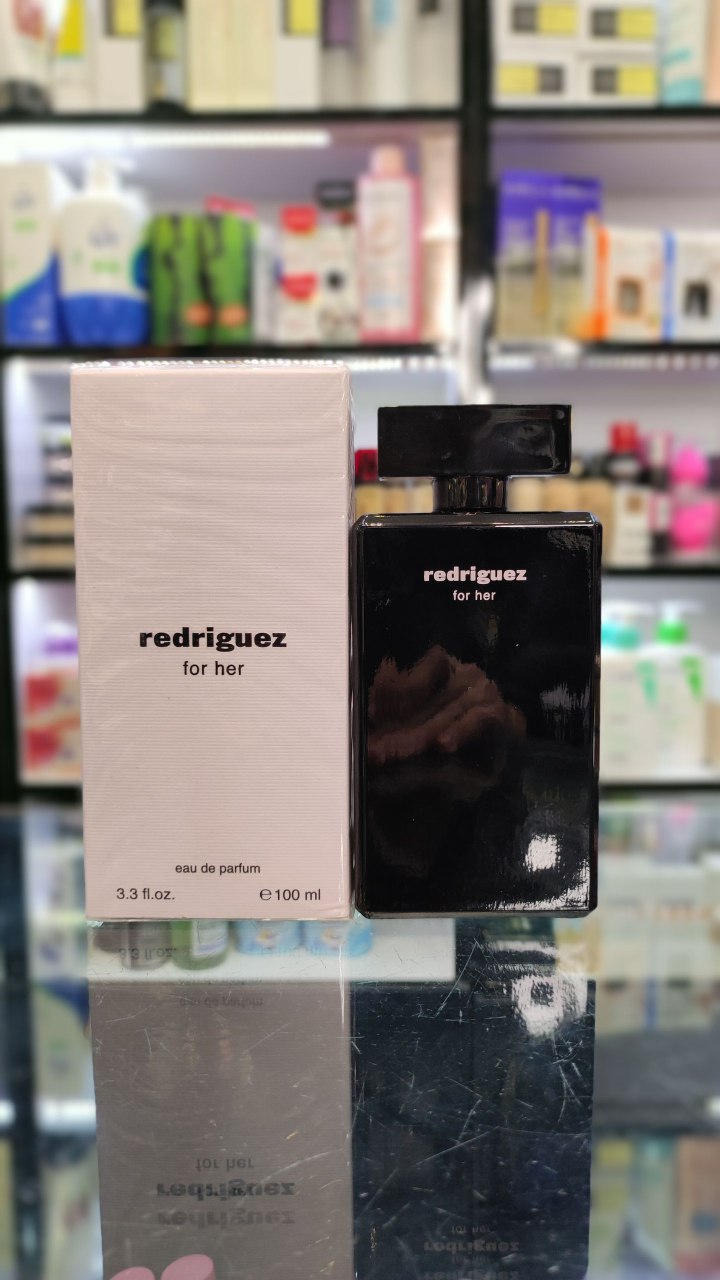 redriguez
for her
eau de parfum
3.3 fl.oz.
℮100 ml
redriguez
for her